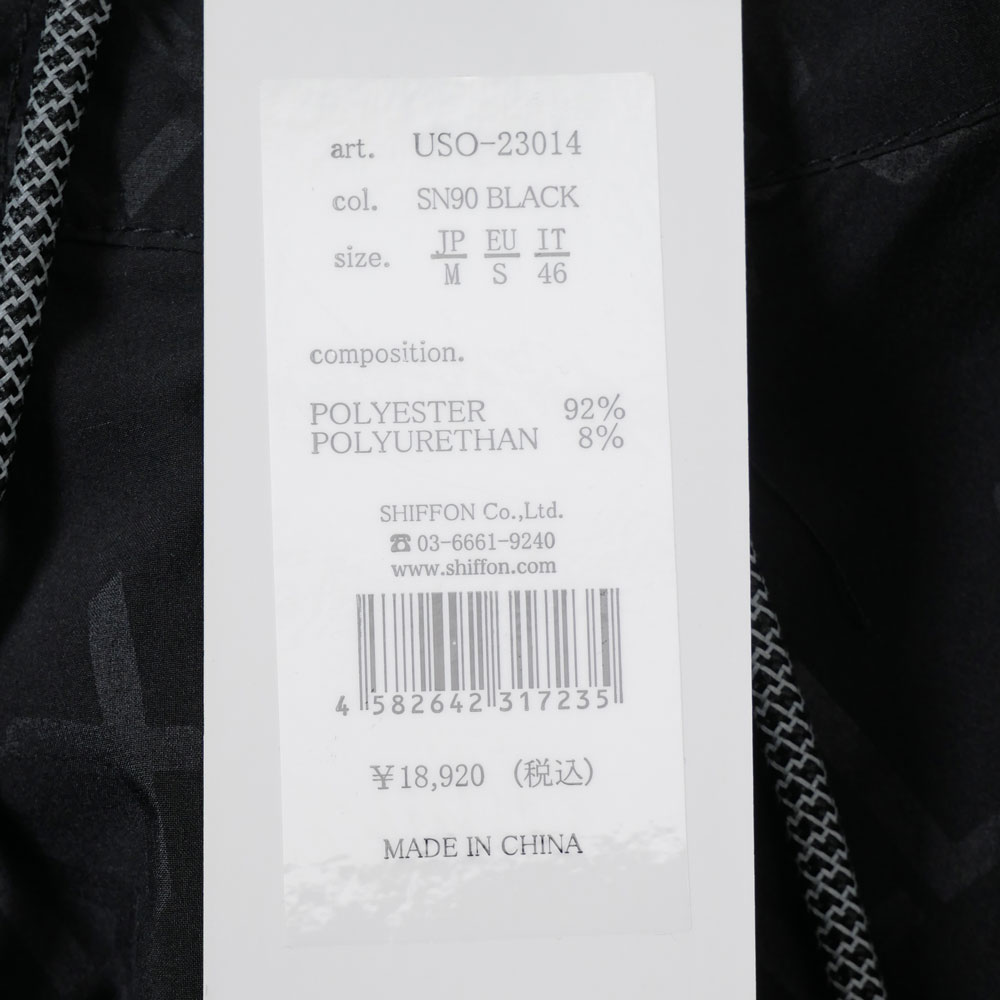 art. USO-23014
col. SN90 BLACK
size. JP EU IT
M S 46
composition.
POLYESTER 92%
POLYURETHAN 8%
SHIFFON Co.,Ltd.
☎ 03-6661-9240
www.shiffon.com
4 582642 317235
¥18,920 (税込)
MADE IN CHINA